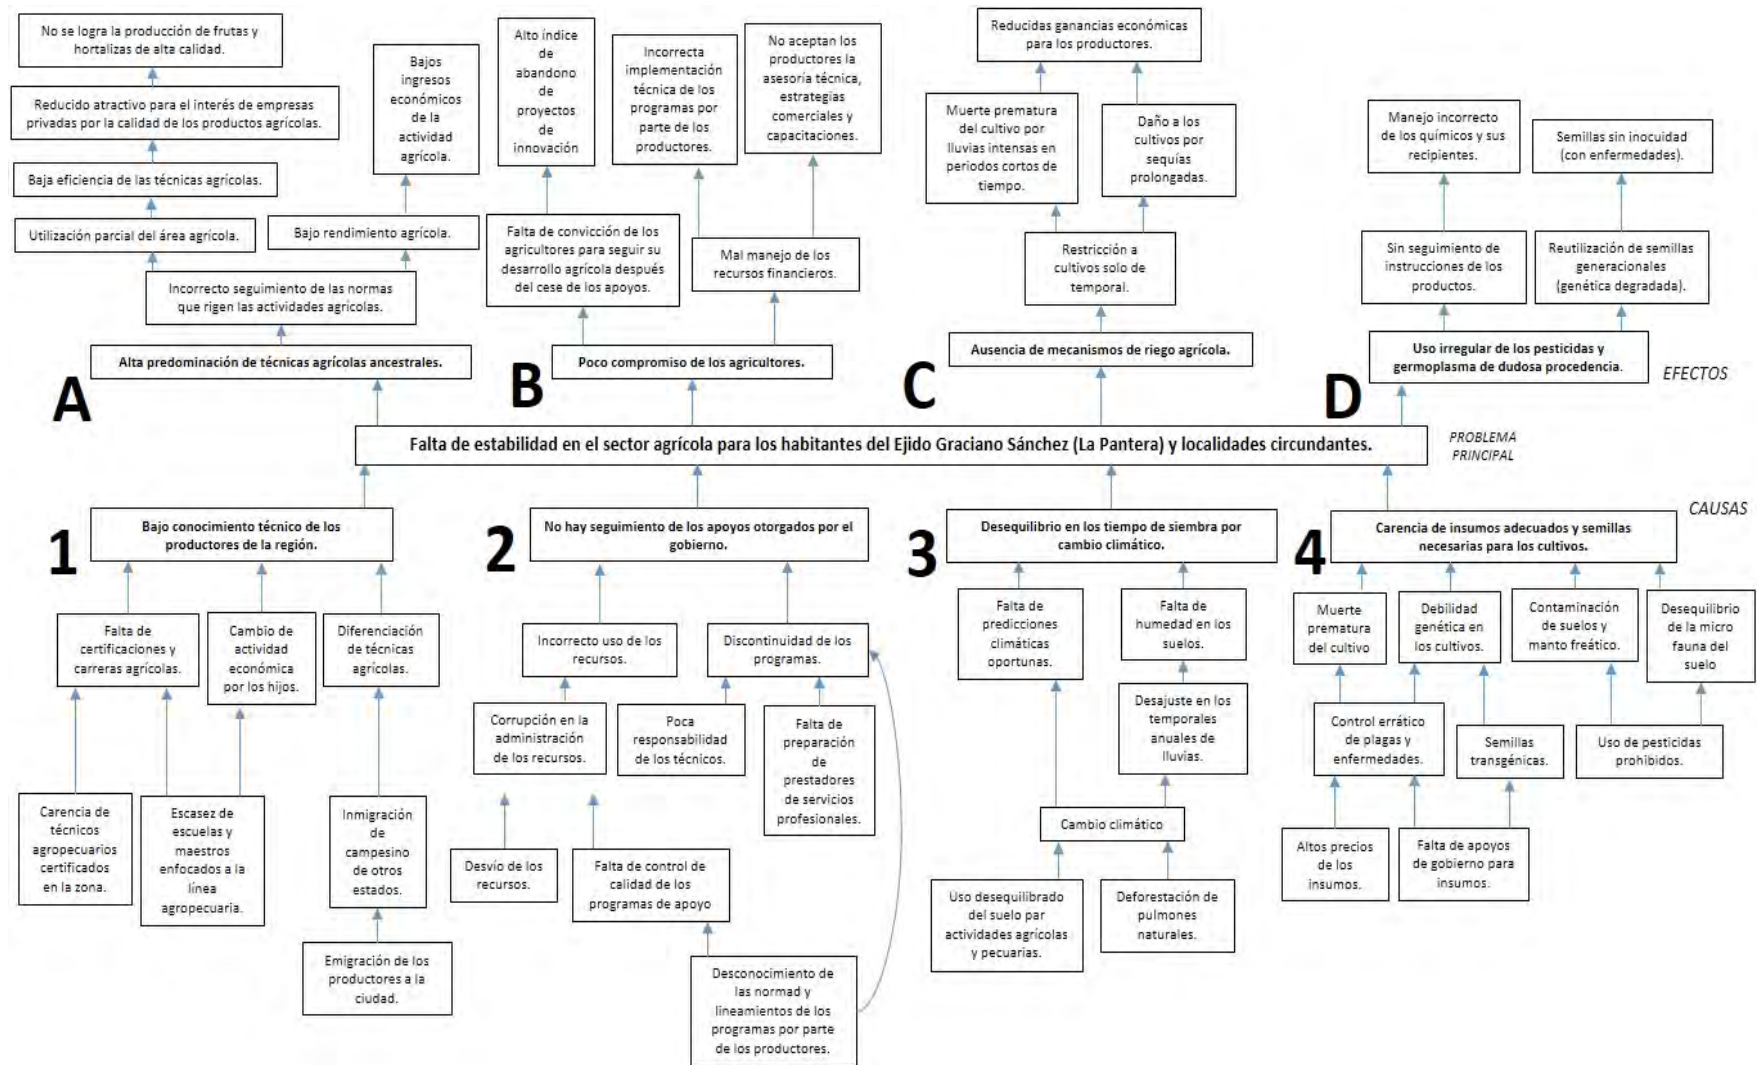 No se logra la producción de frutas y
hortalizas de alta calidad.
Reducido atractivo para el interés de empresas
privadas por la calidad de los productos agrícolas.
Baja eficiencia de las técnicas agrícolas.
Utilización parcial del área agrícola.
Bajos
ingresos
económicos
de la
actividad
agrícola.
Bajo rendimiento agrícola.
Incorrecto seguimiento de las normas
que rigen las actividades agricolas.
Alta predominación de técnicas agrícolas ancestrales.
A
Alto índice
de
abandono
de
proyectos
de
innovación
Incorrecta
implementación
técnica de los
programas por
parte de los
productores.
No aceptan los
productores la
asesoría técnica,
estrategias
comerciales y
capacitaciones.
Falta de convicción de los
agricultores para seguir su
desarrollo agrícola después
del cese de los apoyos.
Mal manejo de los
recursos financieros.
Poco compromiso de los agricultores.
B
Reducidas ganancias económicas
para los productores.
Muerte prematura
del cultivo por
lluvias intensas en
periodos cortos de
tiempo.
Daño a los
cultivos por
sequías
prolongadas.
Restricción a
cultivos solo de
temporal.
Ausencia de mecanismos de riego agrícola.
C
Manejo incorrecto
de los químicos y sus
recipientes.
Semillas sin inocuidad
(con enfermedades).
Sin seguimiento de
instrucciones de los
productos.
Reutilización de semillas
generacionales
(genética degradada).
Uso irregular de los pesticidas y
germoplasma de dudosa procedencia.
D
EFECTOS
Falta de estabilidad en el sector agrícola para los habitantes del Ejido Graciano Sánchez (La Pantera) y localidades circundantes.
PROBLEMA
PRINCIPAL
CAUSAS
1
Bajo conocimiento técnico de los
productores de la región.
Falta de
certificaciones y
carreras agrícolas.
Cambio de
actividad
económica
por los hijos.
Diferenciación
de técnicas
agrícolas.
Carencia de
técnicos
agropecuarios
certificados
en la zona.
Escasez de
escuelas y
maestros
enfocados a la
línea
agropecuaria.
Inmigración
de
campesino
de otros
estados.
Emigración de los
productores a la
ciudad.
2
No hay seguimiento de los apoyos otorgados por el
gobierno.
Incorrecto uso de los
recursos.
Discontinuidad de los
programas.
Corrupción en la
administración
de los recursos.
Poca
responsabilidad
de los técnicos.
Falta de
preparación
de
prestadores
de servicios
profesionales.
Desvío de los
recursos.
Falta de control de
calidad de los
programas de apoyo
Desconocimiento de
las normad y
lineamientos de los
programas por parte
de los productores.
3
Desequilibrio en los tiempo de siembra por
cambio climático.
Falta de
predicciones
climáticas
oportunas.
Falta de
humedad en los
suelos.
Desajuste en los
temporales
anuales de
lluvias.
Cambio climático
Uso desequilibrado
del suelo par
actividades agrícolas
y pecuarias.
Deforestación de
pulmones
naturales.
4
Carencia de insumos adecuados y semillas
necesarias para los cultivos.
Muerte
prematura
del cultivo
Debilidad
genética en
los cultivos.
Contaminación
de suelos y
manto freático.
Desequilibrio
de la micro
fauna del
suelo
Control errático
de plagas y
enfermedades.
Semillas
transgénicas.
Uso de pesticidas
prohibidos.
Altos precios
de los
insumos.
Falta de apoyos
de gobierno para
insumos.